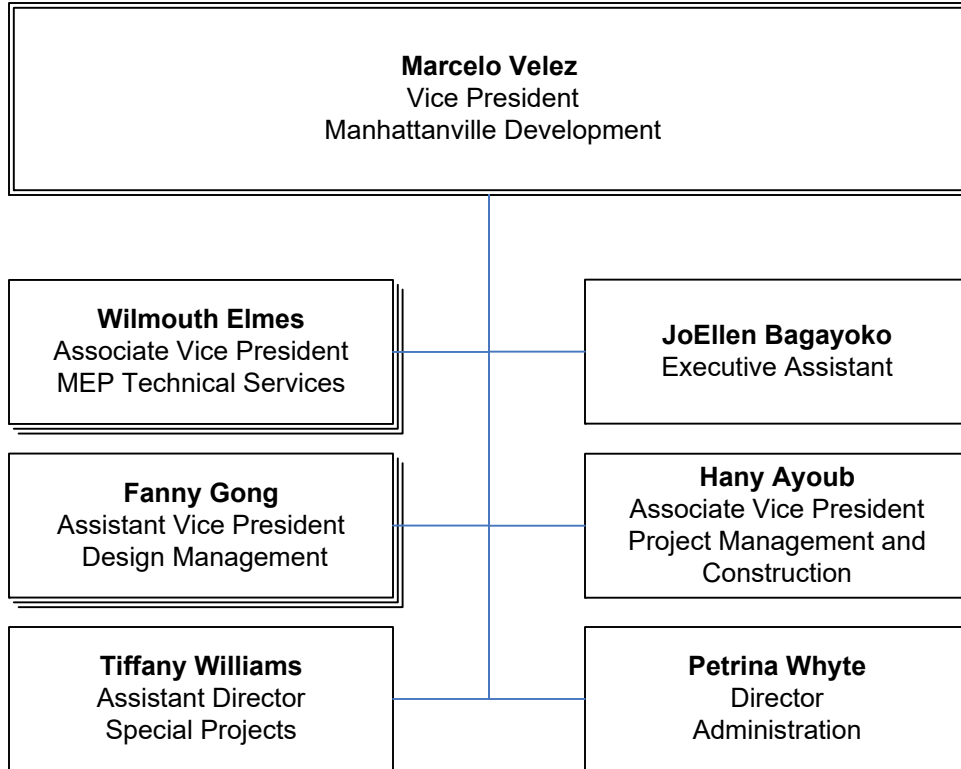 Marcelo Velez
Vice President
Manhattanville Development
Wilmouth Elmes
Associate Vice President
MEP Technical Services
JoEllen Bagayoko
Executive Assistant
Fanny Gong
Assistant Vice President
Design Management
Hany Ayoub
Associate Vice President
Project Management and
Construction
Tiffany Williams
Assistant Director
Special Projects
Petrina Whyte
Director
Administration